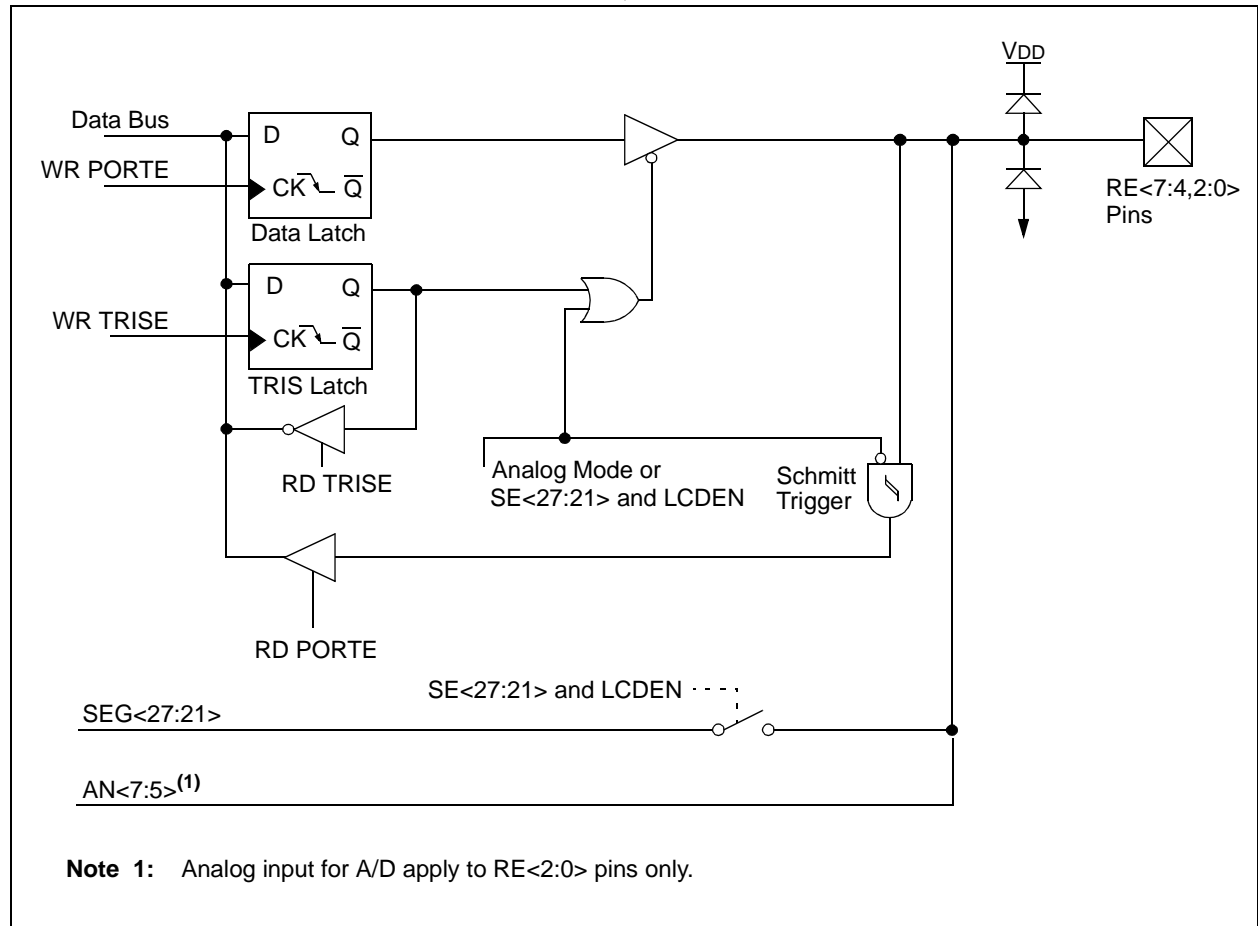 VDD
Data Bus
D Q
WR PORTE
CK Q
RE<7:4,2:0>
Pins
Data Latch
D Q
WR TRISE
CK Q
TRIS Latch
RD TRISE
Analog Mode or
SE<27:21> and LCDEN
Schmitt
Trigger
RD PORTE
SE<27:21> and LCDEN
SEG<27:21>
AN<7:5>(1)
Note 1: Analog input for A/D apply to RE<2:0> pins only.